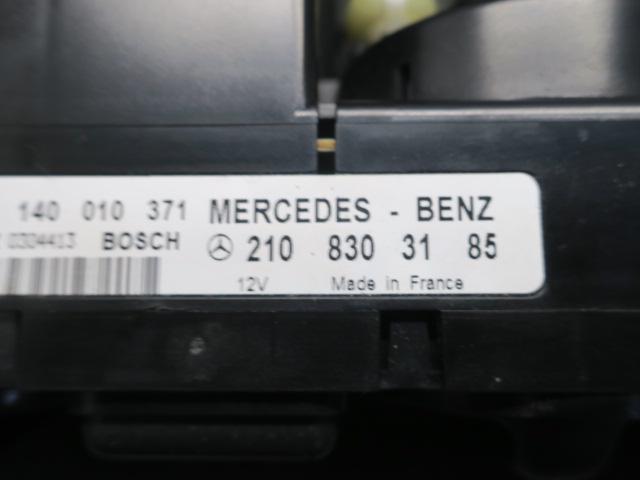 140 010 371 MERCEDES - BENZ
0304413 BOSCH 210 830 31 85
12V Made in France